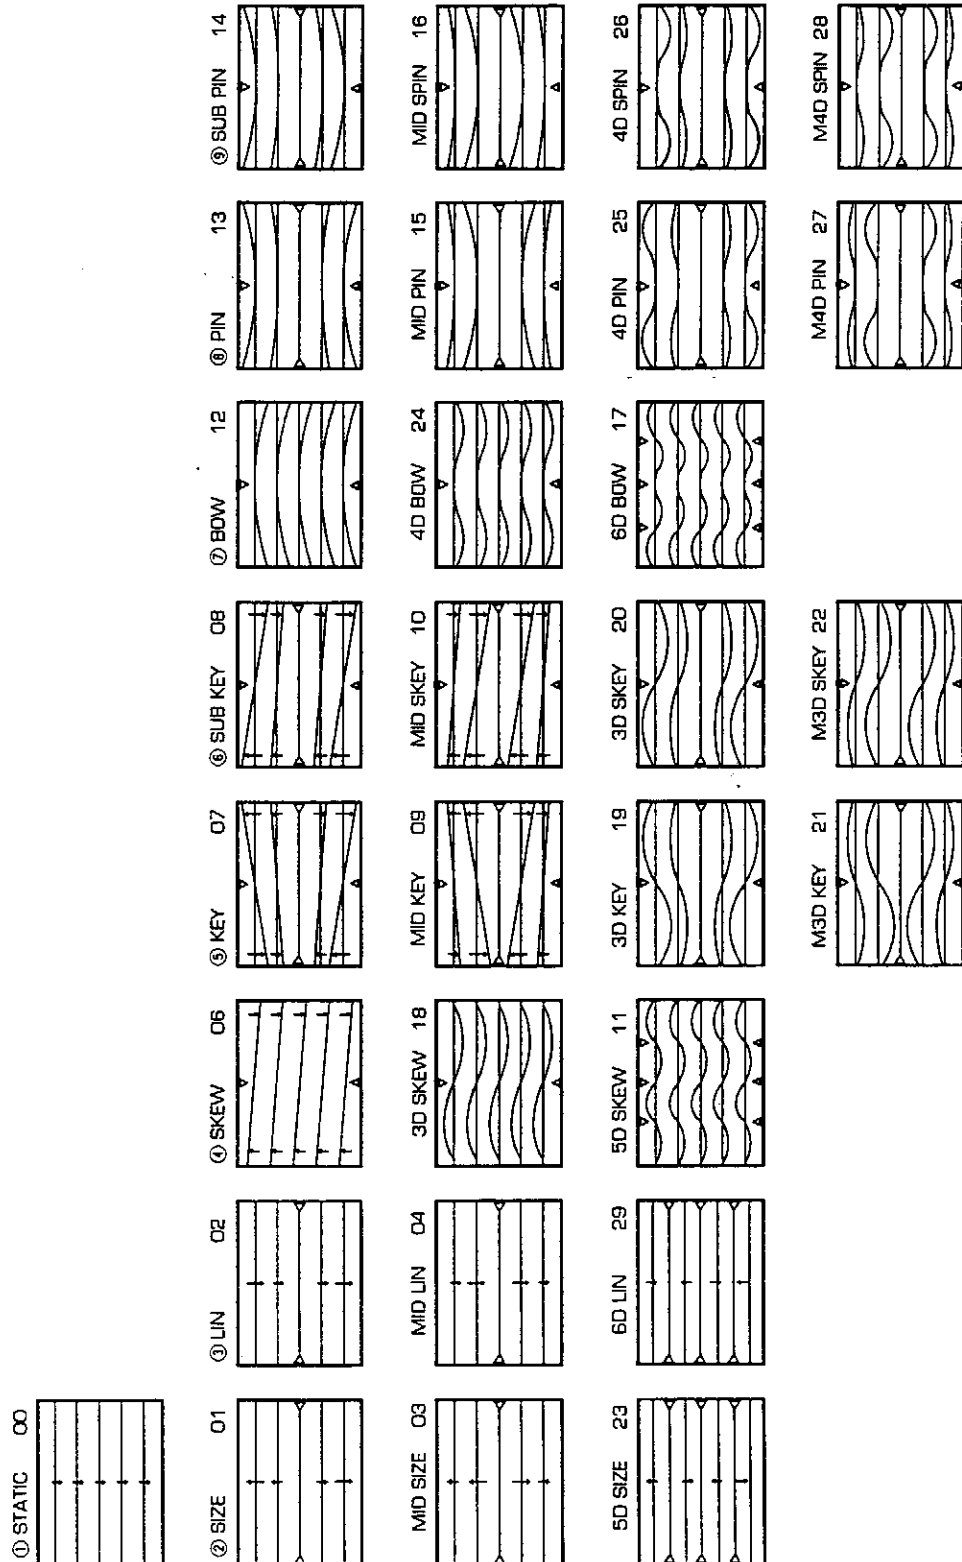 ① STATIC 00
② SIZE 01
③ LIN 02
④ SKEW 06
⑤ KEY 07
⑥ SUB KEY 08
⑦ BOW 12
⑧ PIN 13
⑨ SUB PIN 14
MID SIZE 03
MID LIN 04
3D SKEW 18
MID KEY 09
MID SKEY 10
4D BOW 24
MID PIN 15
MID SPIN 16
5D SIZE 23
6D LIN 29
5D SKEW 11
3D KEY 19
3D SKEY 20
6D BOW 17
4D PIN 25
4D SPIN 26
M3D KEY 21
M3D SKEY 22
M4D PIN 27
M4D SPIN 28